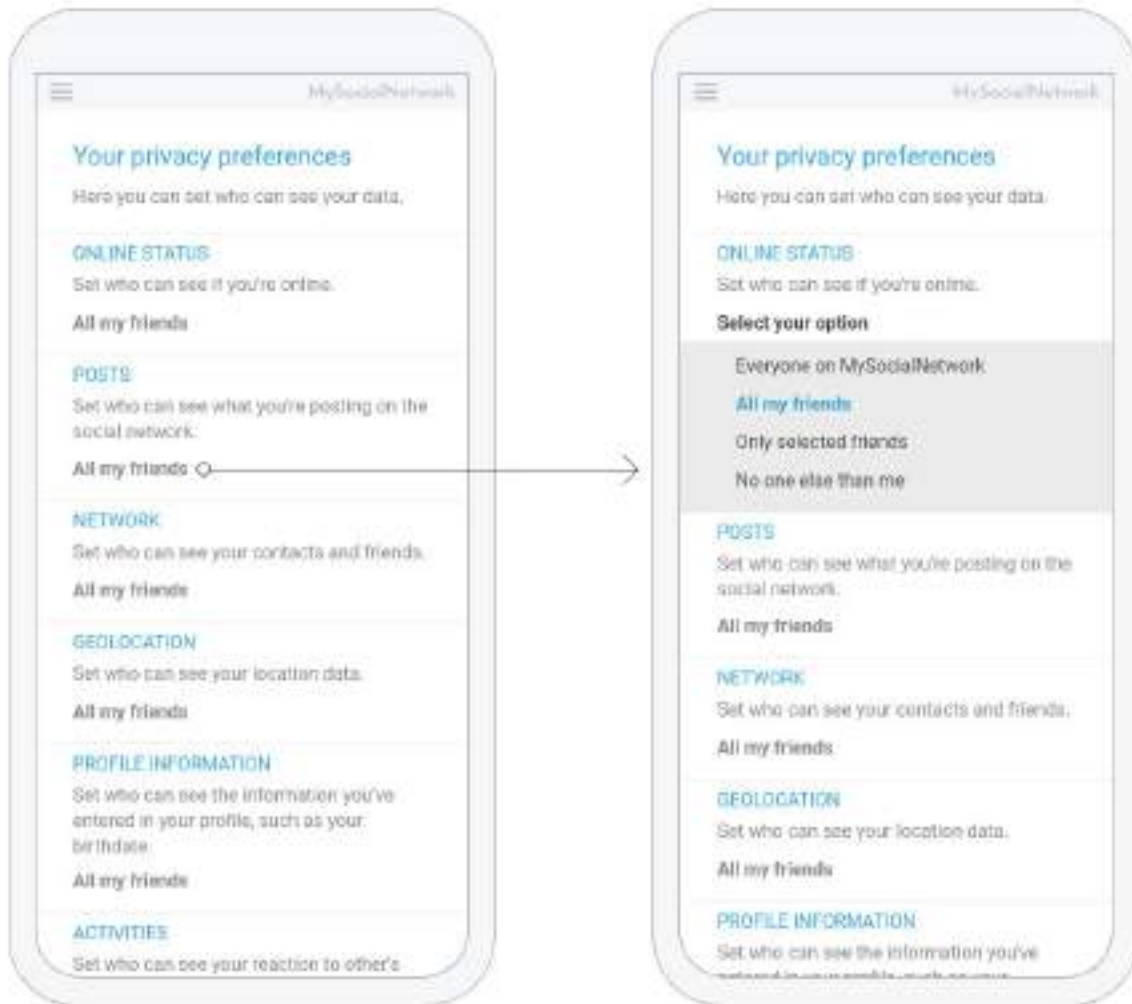 MySocialNetwork
Your privacy preferences
Here you can set who can see your data.
ONLINE STATUS
Set who can see if you're online.
All my friends
POSTS
Set who can see what you're posting on the
social network.
All my friends
NETWORK
Set who can see your contacts and friends.
All my friends
GEOLOCATION
Set who can see your location data.
All my friends
PROFILE INFORMATION
Set who can see the information you've
entered in your profile, such as your
birthdate
All my friends
ACTIVITIES
Set who can see your reaction to other's
MySocialNetwork
Your privacy preferences
Here you can set who can see your data.
ONLINE STATUS
Set who can see if you're online.
Select your option
Everyone on MySocialNetwork
All my friends
Only selected friends
No one else than me
POSTS
Set who can see what you're posting on the
social network.
All my friends
NETWORK
Set who can see your contacts and friends.
All my friends
GEOLOCATION
Set who can see your location data.
All my friends
PROFILE INFORMATION
Set who can see the information you've